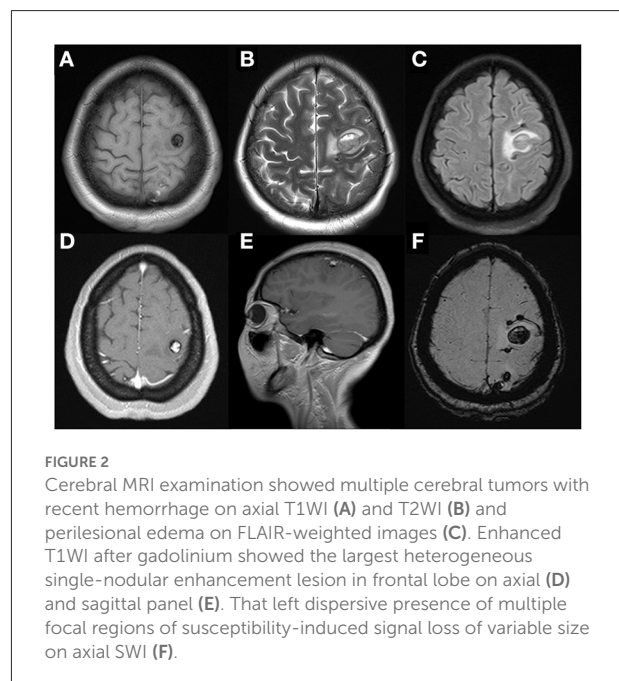 A
B
C
D
E
F
FIGURE 2
Cerebral MRI examination showed multiple cerebral tumors with
recent hemorrhage on axial T1WI (A) and T2WI (B) and
perilesional edema on FLAIR-weighted images (C). Enhanced
T1WI after gadolinium showed the largest heterogeneous
single-nodular enhancement lesion in frontal lobe on axial (D)
and sagittal panel (E). That left dispersive presence of multiple
focal regions of susceptibility-induced signal loss of variable size
on axial SWI (F).